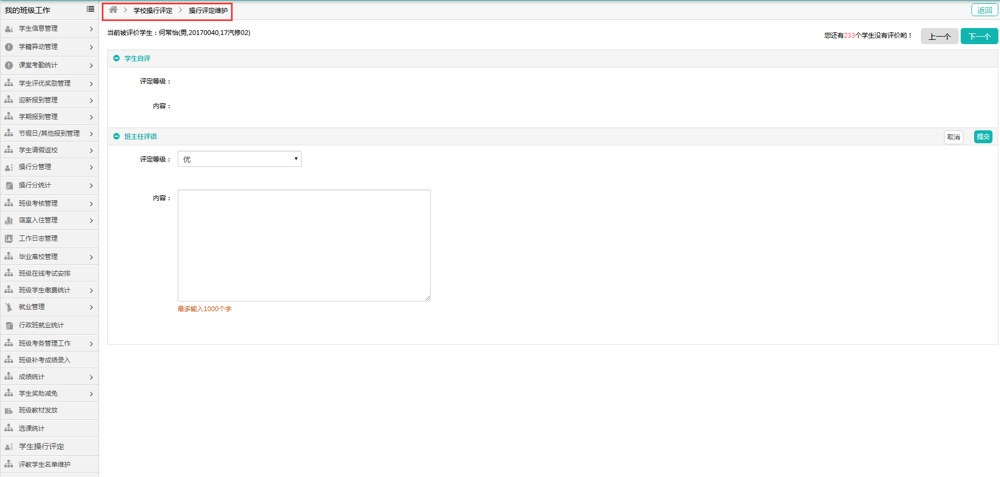 我的班级工作
学生信息管理
学籍异动管理
课堂考勤统计
学生评优奖励管理
迎新报到管理
学期报到管理
节假日/其他报到管理
学生请假返校
操行分管理
操行分统计
班级考核管理
寝室入住管理
工作日志管理
毕业离校管理
班级在线考试安排
班级学生缴费统计
就业管理
行政班就业统计
班级考务管理工作
班级补考成绩录入
成绩统计
学生奖助减免
班级教材发放
选课统计
学生操行评定
评教学生名单维护
学校操行评定 操行评定维护
返回
当前被评价学生：何常怡(男,20170040,17汽修02)
您还有233个学生没有评价哟！ 上一个 下一个
学生自评
评定等级：
内容：
班主任评语 取消 提交
评定等级： 优
内容：
最多输入1000个字